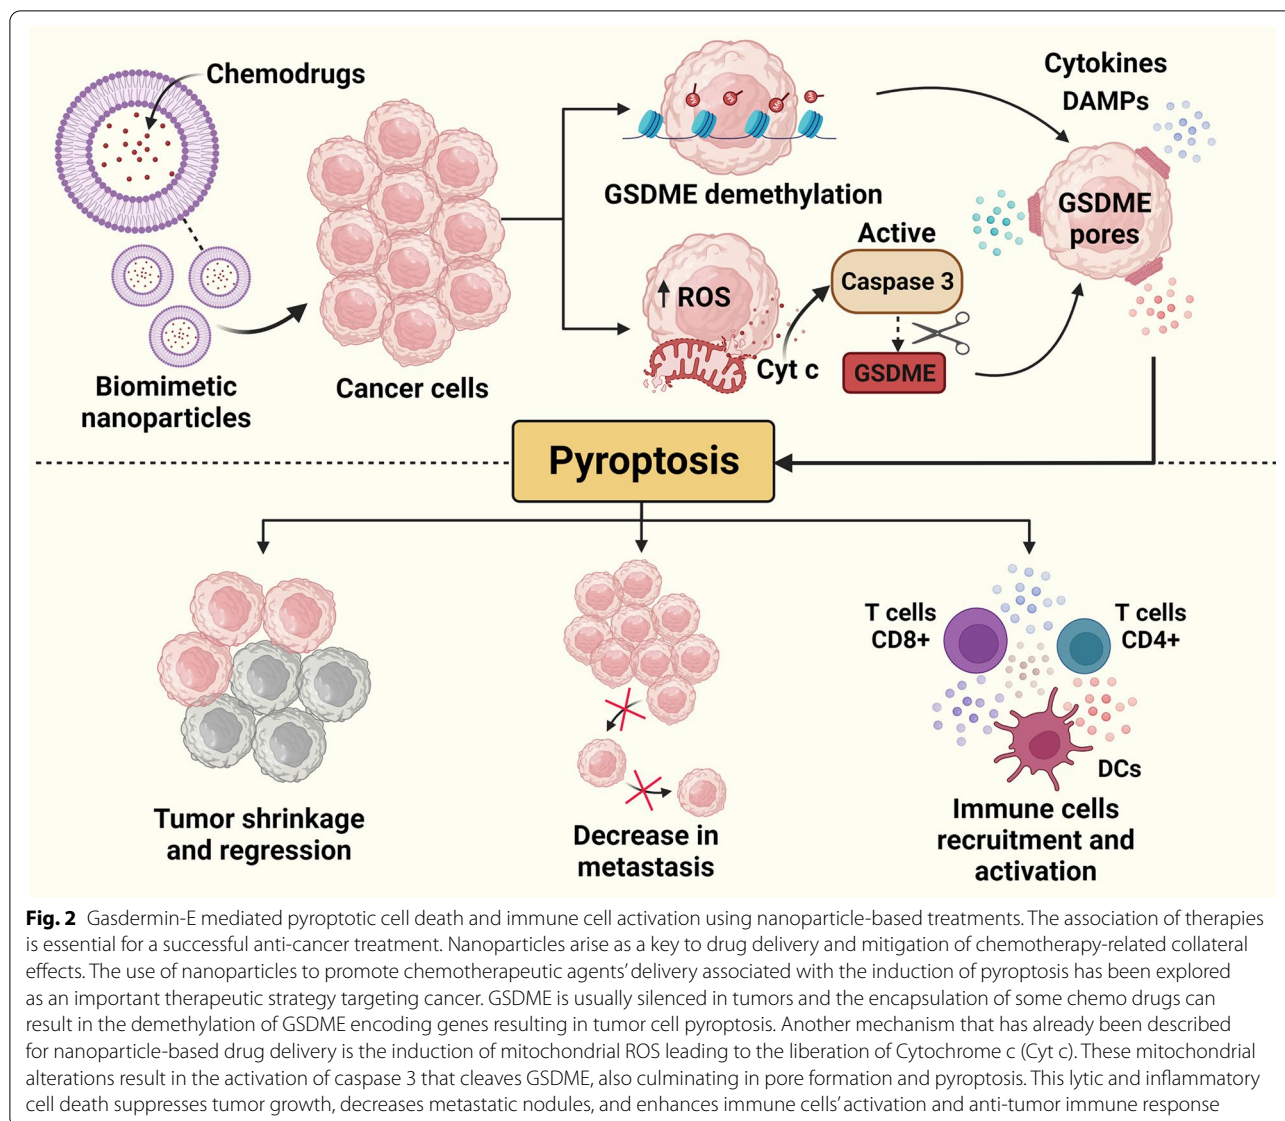 Chemodrugs
Biomimetic
nanoparticles
Cancer cells
GSDME demethylation
ROS
Cyt c
Active
Caspase 3
GSDME
Cytokines
DAMPs
GSDME
pores
Pyroptosis
Tumor shrinkage
and regression
Decrease in
metastasis
T cells
CD8+
T cells
CD4+
DCs
Immune cells
recruitment and
activation
Fig. 2 Gasdermin-E mediated pyroptotic cell death and immune cell activation using nanoparticle-based treatments. The association of therapies
is essential for a successful anti-cancer treatment. Nanoparticles arise as a key to drug delivery and mitigation of chemotherapy-related collateral
effects. The use of nanoparticles to promote chemotherapeutic agents’ delivery associated with the induction of pyroptosis has been explored
as an important therapeutic strategy targeting cancer. GSDME is usually silenced in tumors and the encapsulation of some chemo drugs can
result in the demethylation of GSDME encoding genes resulting in tumor cell pyroptosis. Another mechanism that has already been described
for nanoparticle-based drug delivery is the induction of mitochondrial ROS leading to the liberation of Cytochrome c (Cyt c). These mitochondrial
alterations result in the activation of caspase 3 that cleaves GSDME, also culminating in pore formation and pyroptosis. This lytic and inflammatory
cell death suppresses tumor growth, decreases metastatic nodules, and enhances immune cells’ activation and anti-tumor immune response